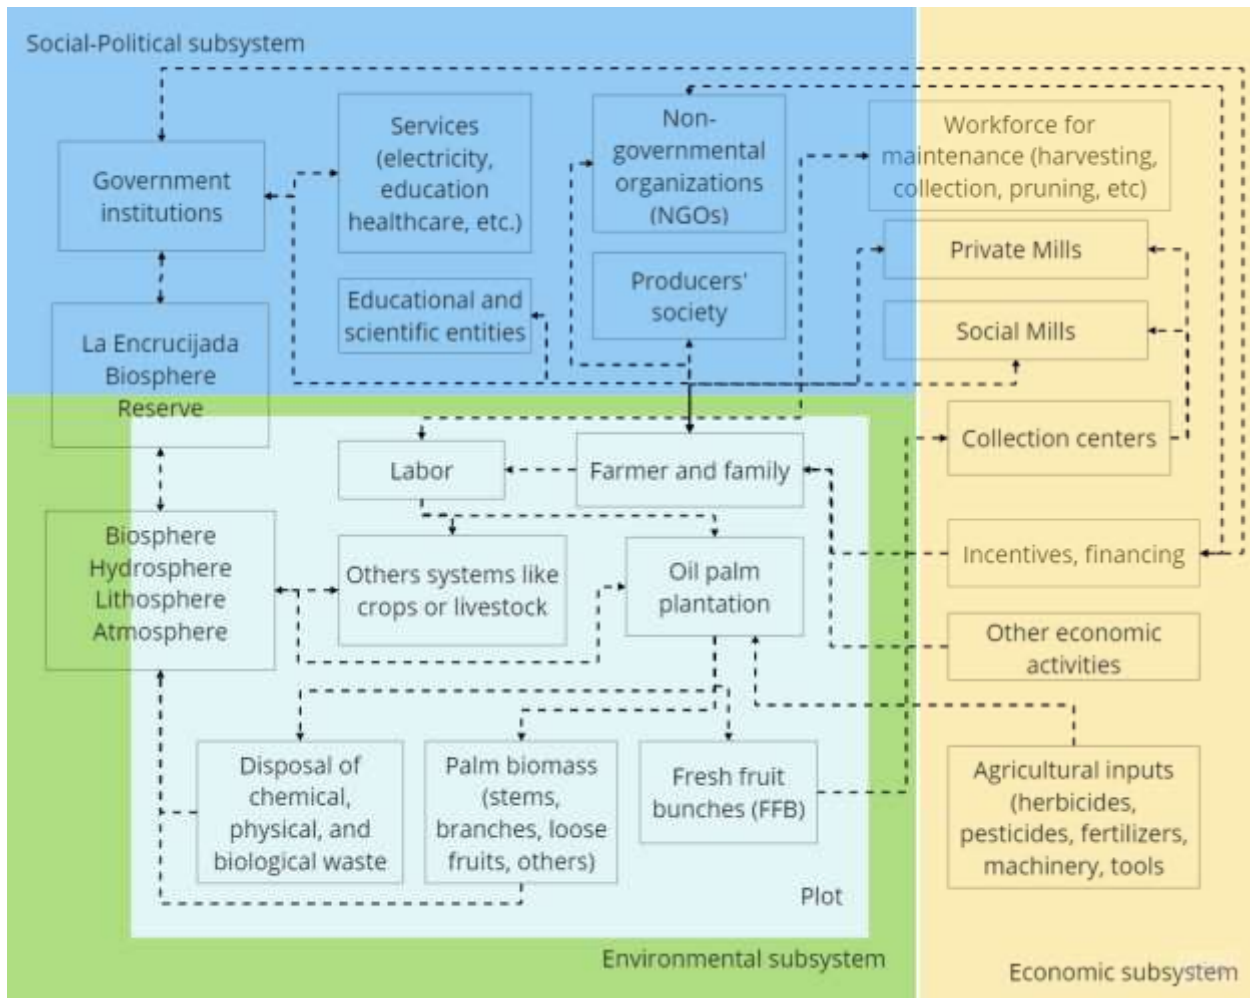 Social-Political subsystem
Government
institutions
Services
(electricity,
education
healthcare, etc.)
Non-
governmental
organizations
(NGOs)
Workforce for
maintenance (harvesting,
collection, pruning, etc)
Private Mills
Educational and
scientific entities
Producers'
society
Social Mills
La Encrucijada
Biosphere
Reserve
Labor
Farmer and family
Collection centers
Biosphere
Hydrosphere
Lithosphere
Atmosphere
Others systems like
crops or livestock
Oil palm
plantation
Incentives, financing
Other economic
activities
Disposal of
chemical,
physical, and
biological waste
Palm biomass
(stems,
branches, loose
fruits, others)
Fresh fruit
bunches (FFB)
Agricultural inputs
(herbicides,
pesticides, fertilizers,
machinery, tools
Plot
Environmental subsystem
Economic subsystem